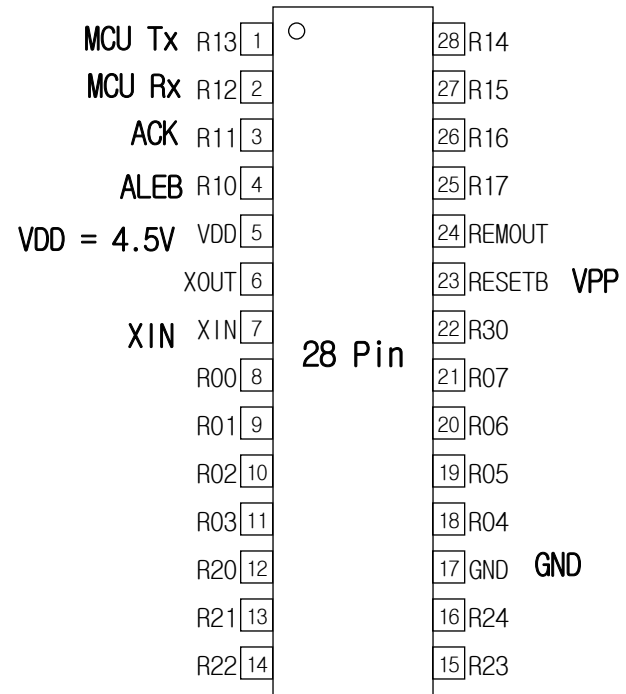 MCU Tx R13 1 28 R14
MCU Rx R12 2 27 R15
ACK R11 3 26 R16
ALEB R10 4 25 R17
VDD = 4.5V VDD 5 24 REMOUT
XOUT 6 23 RESETB VPP
XIN XIN 7 22 R30
28 Pin
R00 8 21 R07
R01 9 20 R06
R02 10 19 R05
R03 11 18 R04
R20 12 17 GND GND
R21 13 16 R24
R22 14 15 R23